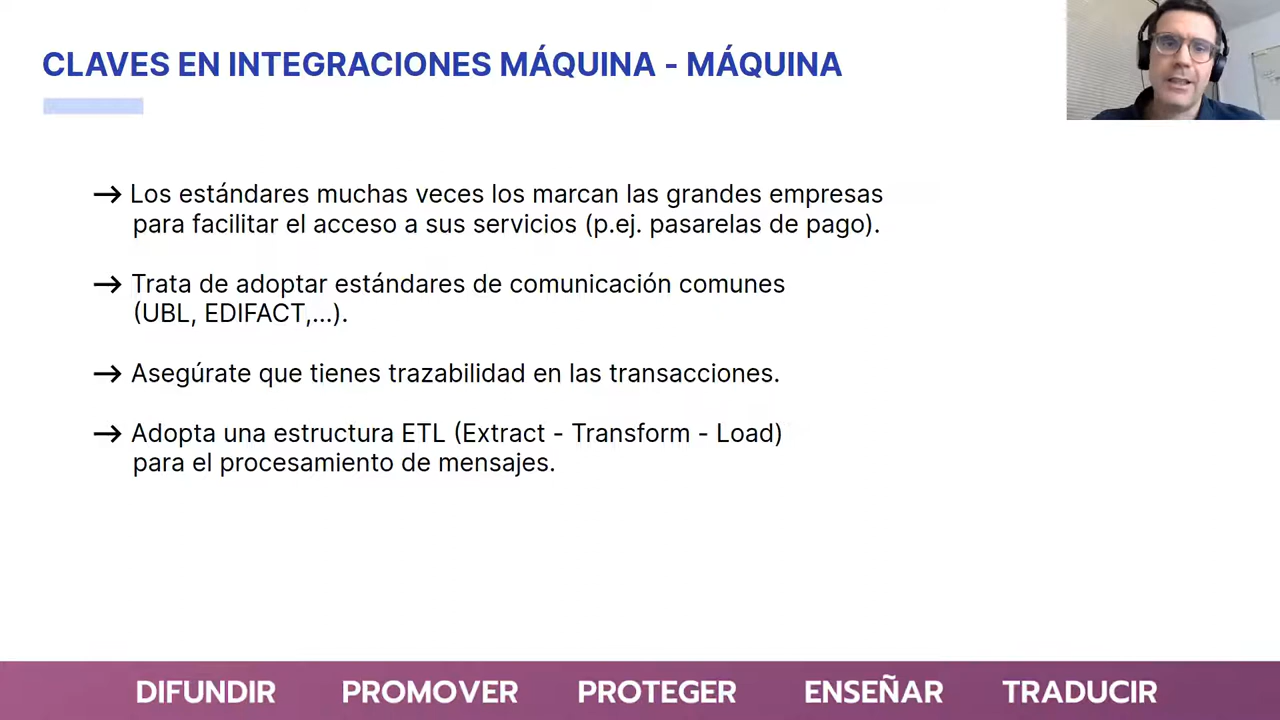 CLAVES EN INTEGRACIONES MÁQUINA - MÁQUINA
→ Los estándares muchas veces los marcan las grandes empresas
para facilitar el acceso a sus servicios (p.ej. pasarelas de pago).
→ Trata de adoptar estándares de comunicación comunes
(UBL, EDIFACT,...).
→ Asegúrate que tienes trazabilidad en las transacciones.
→ Adopta una estructura ETL (Extract - Transform - Load)
para el procesamiento de mensajes.
DIFUNDIR PROMOVER PROTEGER ENSEÑAR TRADUCIR